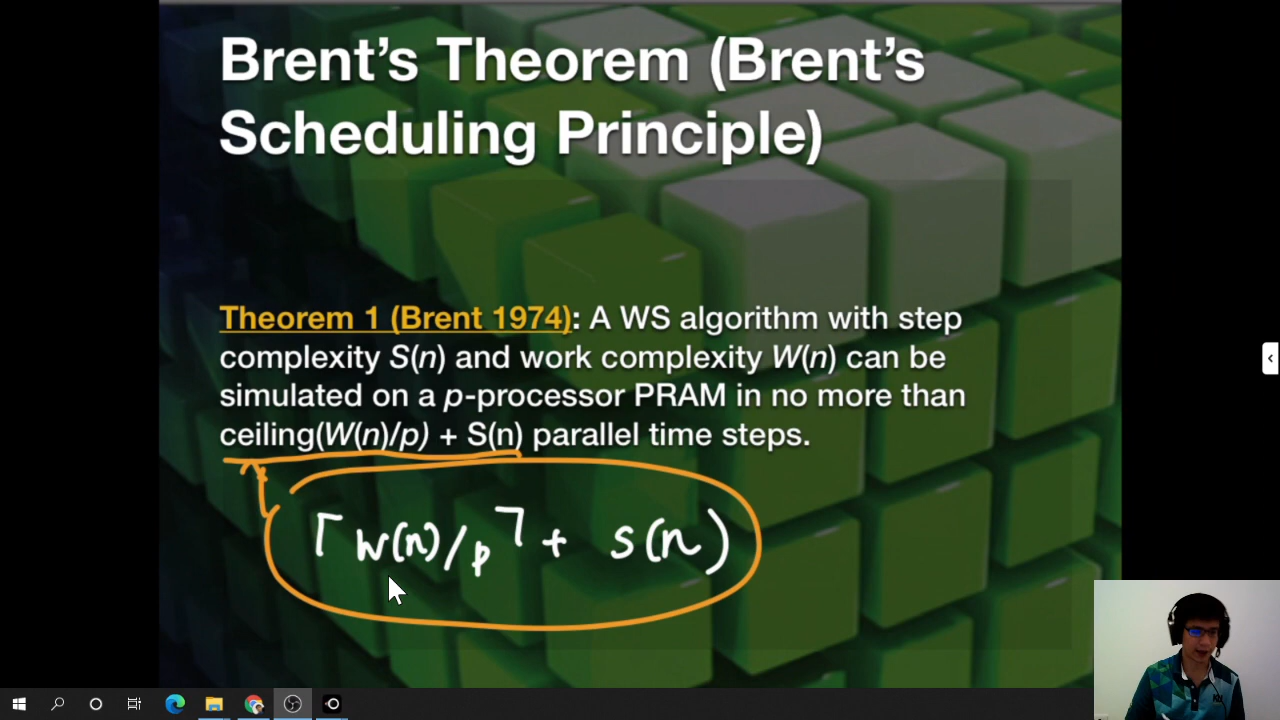 Brent’s Theorem (Brent’s
Scheduling Principle)
Theorem 1 (Brent 1974): A WS algorithm with step
complexity S(n) and work complexity W(n) can be
simulated on a p-processor PRAM in no more than
ceiling(W(n)/p) + S(n) parallel time steps.
⌈W(n)/p⌉ + S(n)